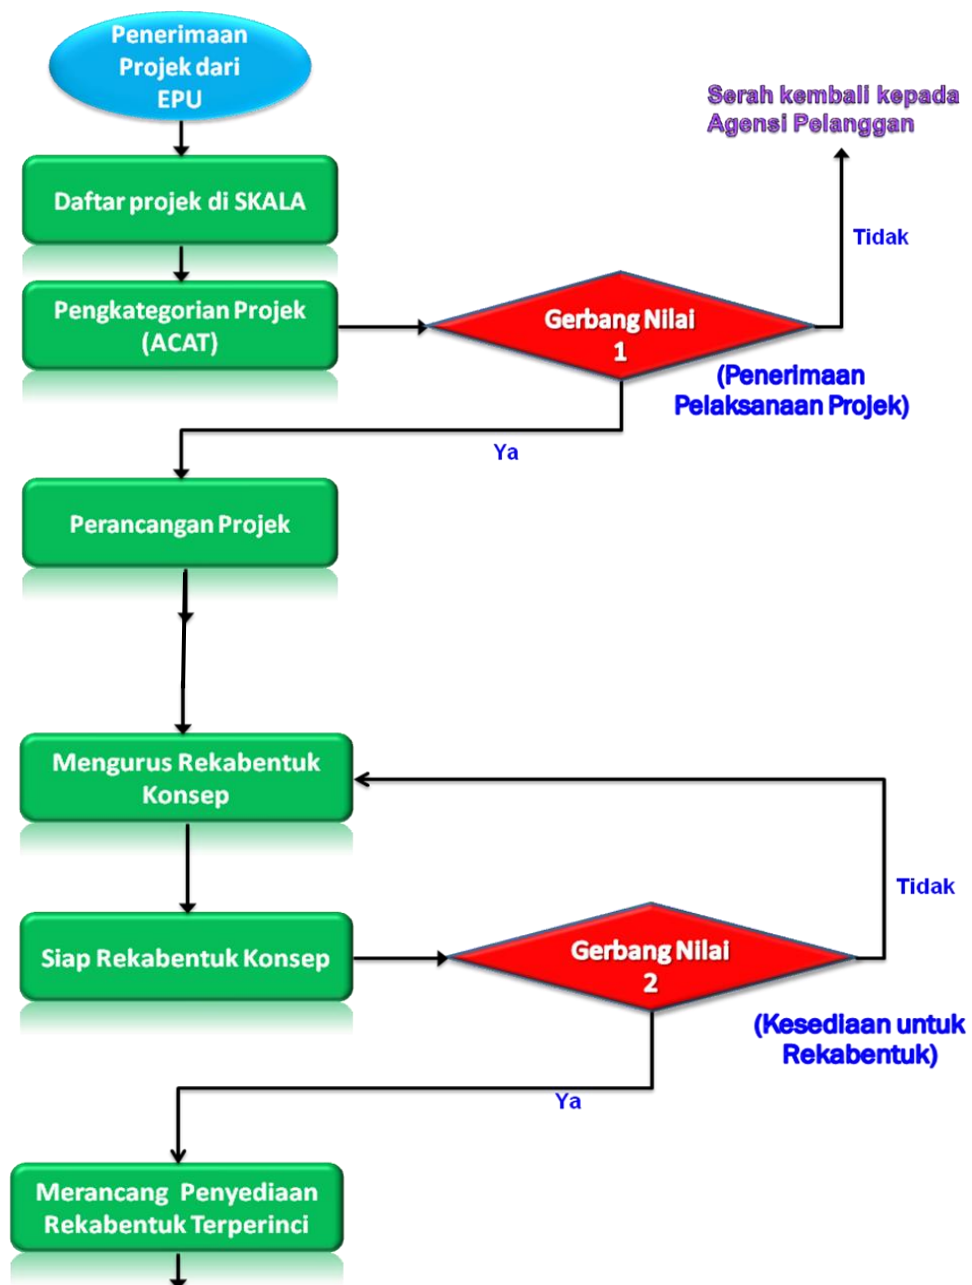 Penerimaan
Projek dari
EPU
Serah kembali kepada
Agensi Pelanggan
Daftar projek di SKALA
Tidak
Pengkategorian Projek
(ACAT)
Gerbang Nilai
1
(Penerimaan
Pelaksanaan Projek)
Ya
Perancangan Projek
Mengurus Rekabentuk
Konsep
Tidak
Siap Rekabentuk Konsep
Gerbang Nilai
2
(Kesediaan untuk
Rekabentuk)
Ya
Merancang Penyediaan
Rekabentuk Terperinci